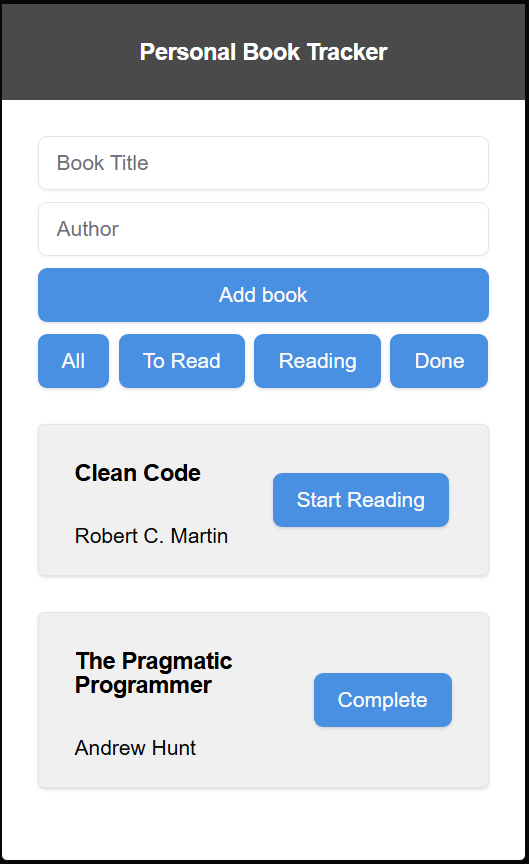 Personal Book Tracker
Book Title
Author
Add book
All To Read Reading Done
Clean Code
Start Reading
Robert C. Martin
The Pragmatic
Programmer
Complete
Andrew Hunt